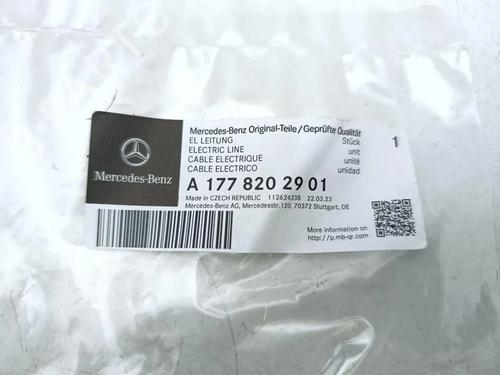 Mercedes-Benz Original-Teile/Geprüfte Qualität
EL LEITUNG Stück 1
ELECTRIC LINE unit
CABLE ELECTRIQUE unité
CABLE ELECTRICO unidad
Mercedes-Benz
A 177 820 29 01
Made in CZECH REPUBLIC 11262433B 22.03.23
Mercedes-Benz AG, Mercedesstr.120, 70372 Stuttgart, DE
More information on
http://p.mb-qr.com/